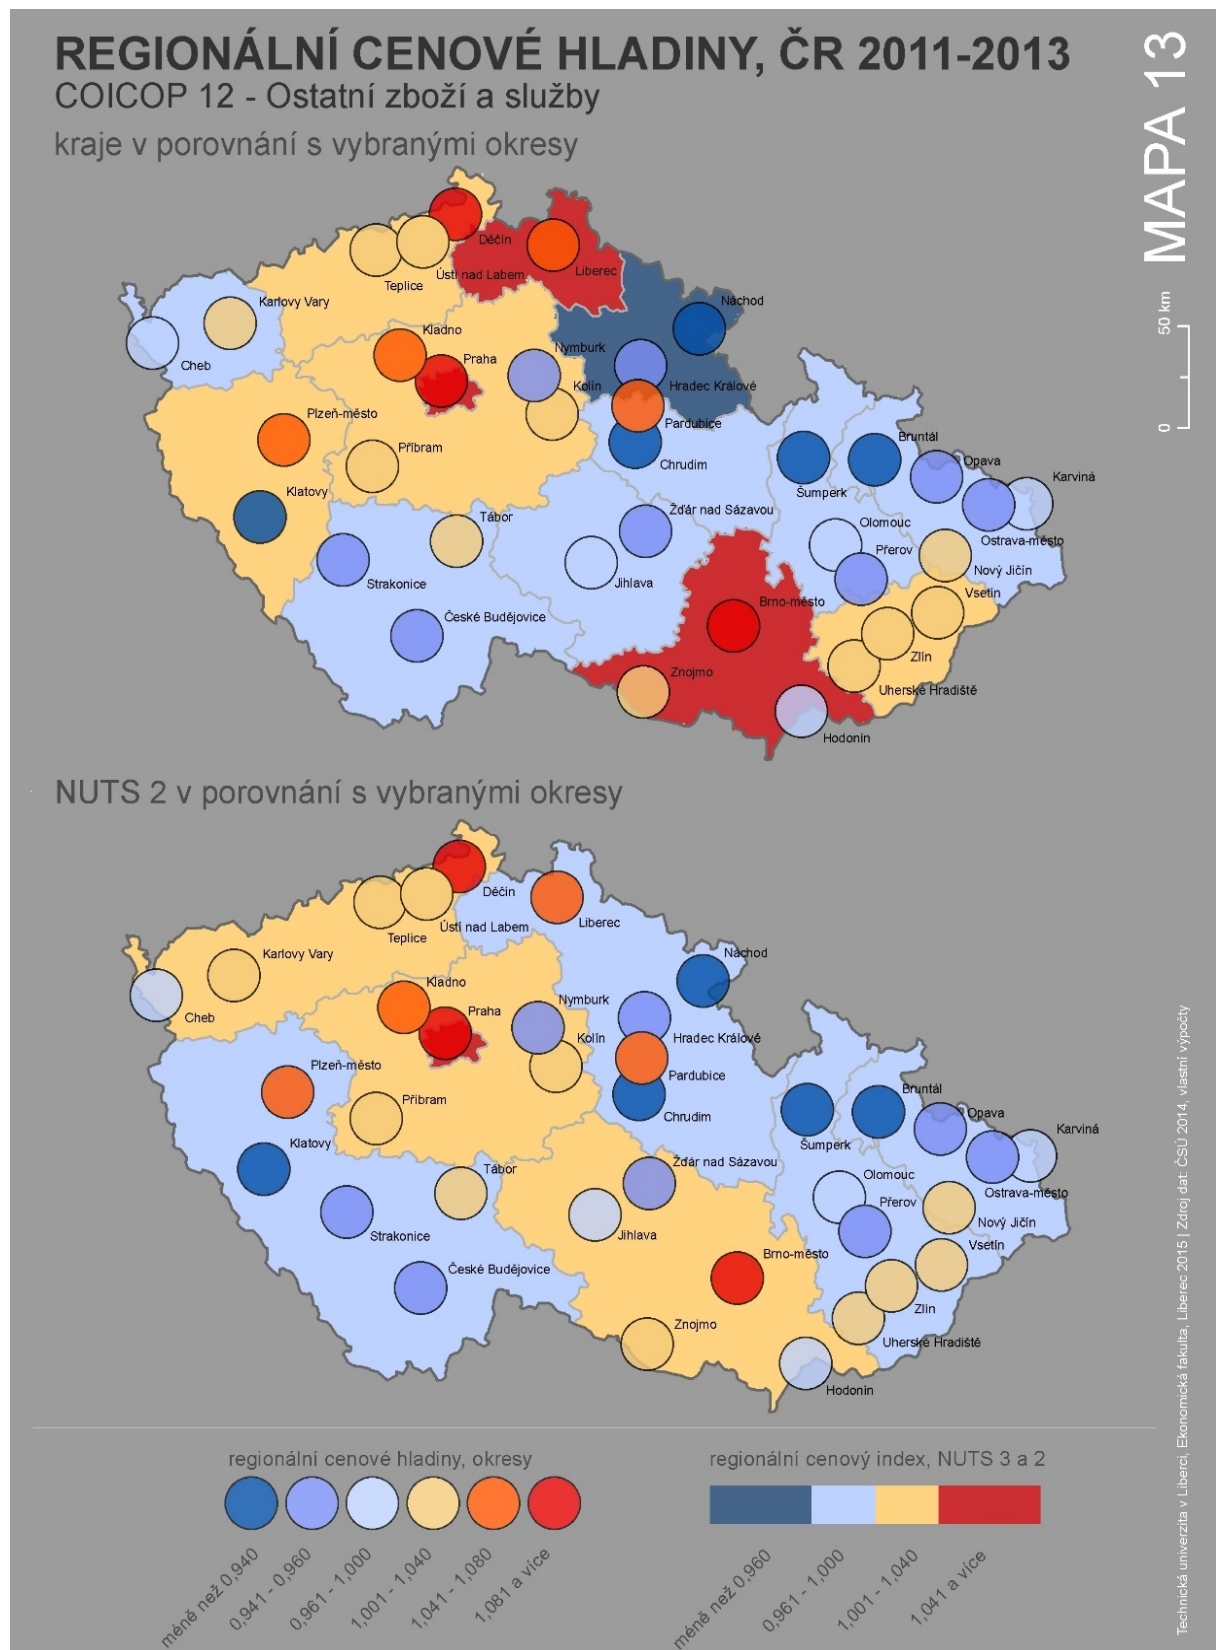 REGIONÁLNÍ CENOVÉ HLADINY, ČR 2011-2013
COICOP 12 - Ostatní zboží a služby
kraje v porovnání s vybranými okresy
MAPA 13
50 km
0
Děčín
Ústí nad Labem
Teplice
Liberec
Karlovy Vary
Cheb
Náchod
Kladno
Praha
Nymburk
Kolín
Hradec Králové
Pardubice
Chrudim
Plzeň-město
Příbram
Klatovy
Tábor
Strakonice
České Budějovice
Žďár nad Sázavou
Jihlava
Šumperk
Bruntál
Opava
Karviná
Ostrava-město
Olomouc
Přerov
Nový Jičín
Vsetín
Brno-město
Zlín
Uherské Hradiště
Znojmo
Hodonín
NUTS 2 v porovnání s vybranými okresy
Děčín
Ústí nad Labem
Teplice
Liberec
Karlovy Vary
Cheb
Náchod
Kladno
Praha
Nymburk
Kolín
Hradec Králové
Pardubice
Chrudim
Plzeň-město
Příbram
Klatovy
Tábor
Strakonice
České Budějovice
Žďár nad Sázavou
Jihlava
Šumperk
Bruntál
Opava
Karviná
Ostrava-město
Olomouc
Přerov
Nový Jičín
Vsetín
Brno-město
Zlín
Uherské Hradiště
Znojmo
Hodonín
regionální cenové hladiny, okresy
méně než 0,940
0,941 - 0,960
0,961 - 1,000
1,001 - 1,040
1,041 - 1,080
1,081 a více
regionální cenový index, NUTS 3 a 2
méně než 0,960
0,961 - 1,000
1,001 - 1,040
1,041 a více
Technická univerzita v Liberci, Ekonomická fakulta, Liberec 2015 | Zdroj dat: ČSÚ 2014, vlastní výpočty